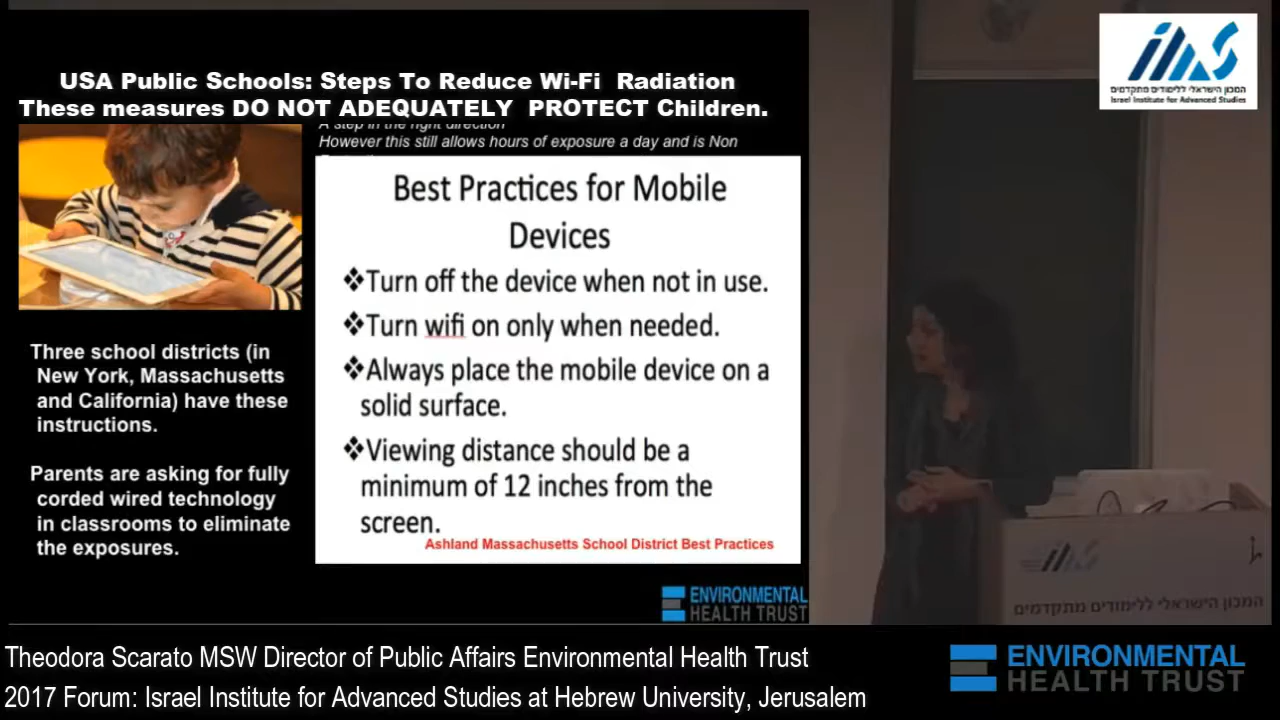 USA Public Schools: Steps To Reduce Wi-Fi Radiation
These measures DO NOT ADEQUATELY PROTECT Children.
A step in the right direction
However this still allows hours of exposure a day and is Non
Best Practices for Mobile
Devices
❖Turn off the device when not in use.
❖Turn wifi on only when needed.
❖Always place the mobile device on a
solid surface.
❖Viewing distance should be a
minimum of 12 inches from the
screen.
Ashland Massachusetts School District Best Practices
Three school districts (in
New York, Massachusetts
and California) have these
instructions.
Parents are asking for fully
corded wired technology
in classrooms to eliminate
the exposures.
ENVIRONMENTAL
HEALTH TRUST
המכון הישראלי ללימודים מתקדמים
Israel Institute for Advanced Studies
המכון הישראלי ללימודים מתקדמים
Theodora Scarato MSW Director of Public Affairs Environmental Health Trust
2017 Forum: Israel Institute for Advanced Studies at Hebrew University, Jerusalem
ENVIRONMENTAL
HEALTH TRUST